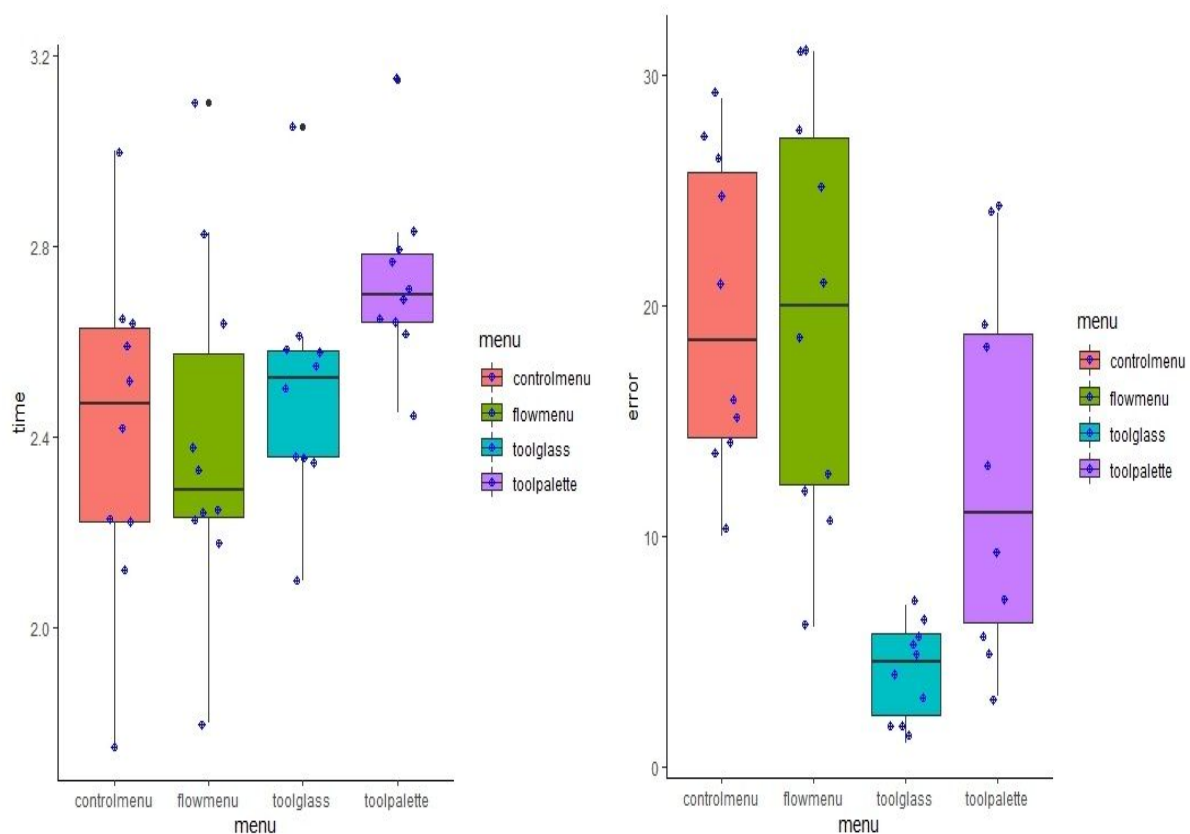 3.2
2.8
2.4
2.0
time
controlmenu
flowmenu
toolglass
toolpalette
menu
menu
controlmenu
flowmenu
toolglass
toolpalette
30
20
10
0
error
controlmenu
flowmenu
toolglass
toolpalette
menu
menu
controlmenu
flowmenu
toolglass
toolpalette